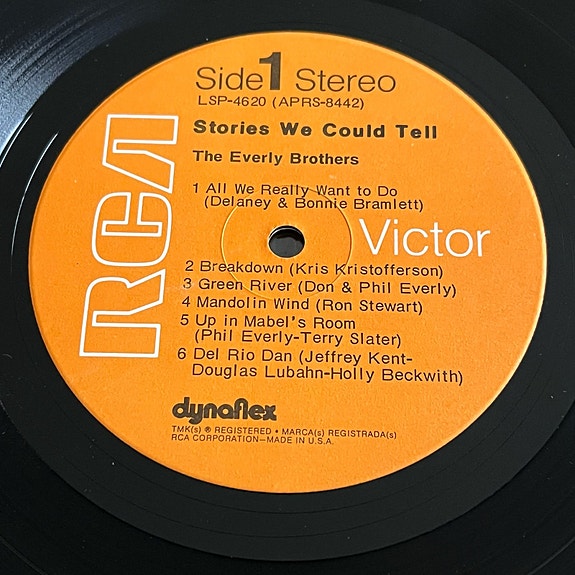 Side 1 Stereo
LSP-4620 (APRS-8442)
Stories We Could Tell
The Everly Brothers
1 All We Really Want to Do
(Delaney & Bonnie Bramlett)
RCA
Victor
2 Breakdown (Kris Kristofferson)
3 Green River (Don & Phil Everly)
4 Mandolin Wind (Ron Stewart)
5 Up in Mabel's Room
(Phil Everly-Terry Slater)
6 Del Rio Dan (Jeffrey Kent-
Douglas Lubahn-Holly Beckwith)
dynaflex
TMK(s) ® REGISTERED • MARCA(s) REGISTRADA(s)
RCA CORPORATION—MADE IN U.S.A.